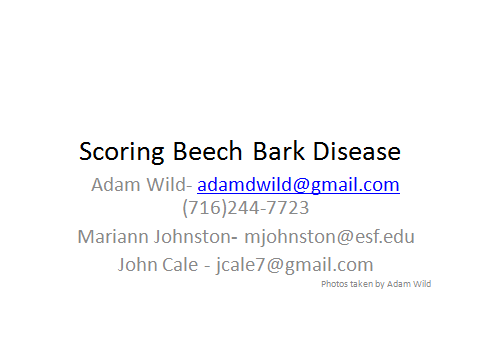 Scoring Beech Bark Disease
Adam Wild- adamdwild@gmail.com
(716)244-7723
Mariann Johnston- mjohnston@esf.edu
John Cale - jcale7@gmail.com
Photos taken by Adam Wild